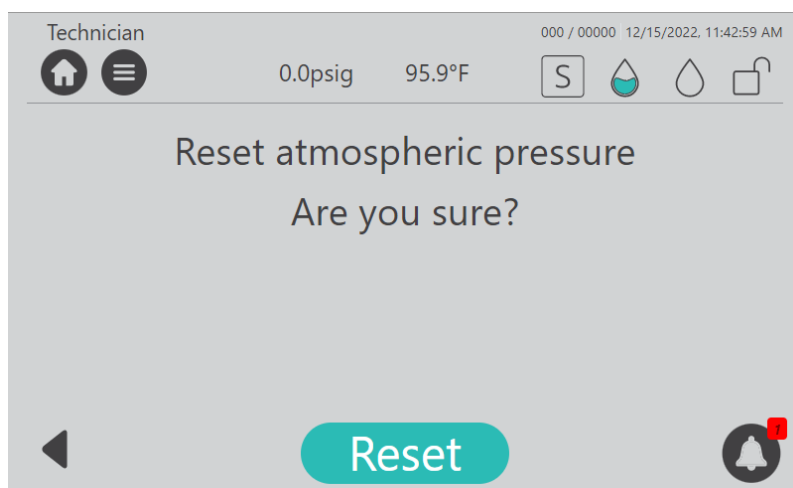 Technician
000 / 00000 12/15/2022, 11:42:59 AM
0.0psig 95.9°F S
Reset atmospheric pressure
Are you sure?
Reset
1